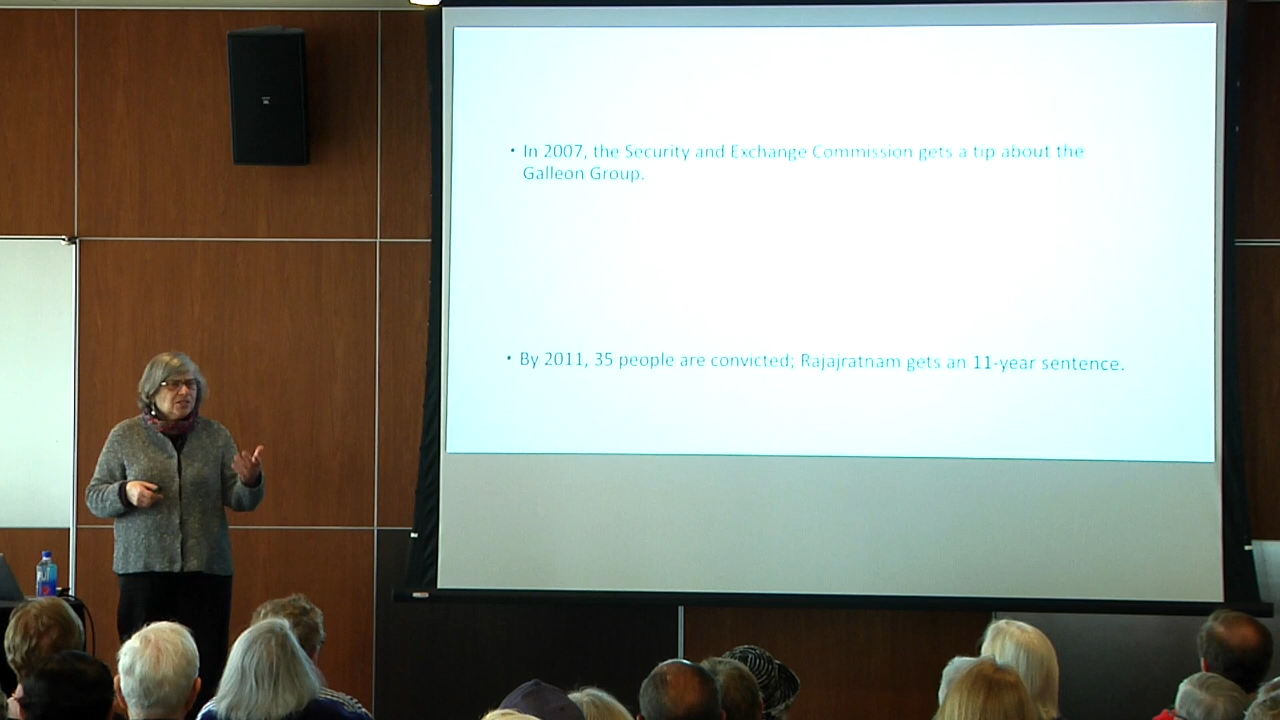 • In 2007, the Security and Exchange Commission gets a tip about the
Galleon Group.
• By 2011, 35 people are convicted; Rajajratnam gets an 11-year sentence.